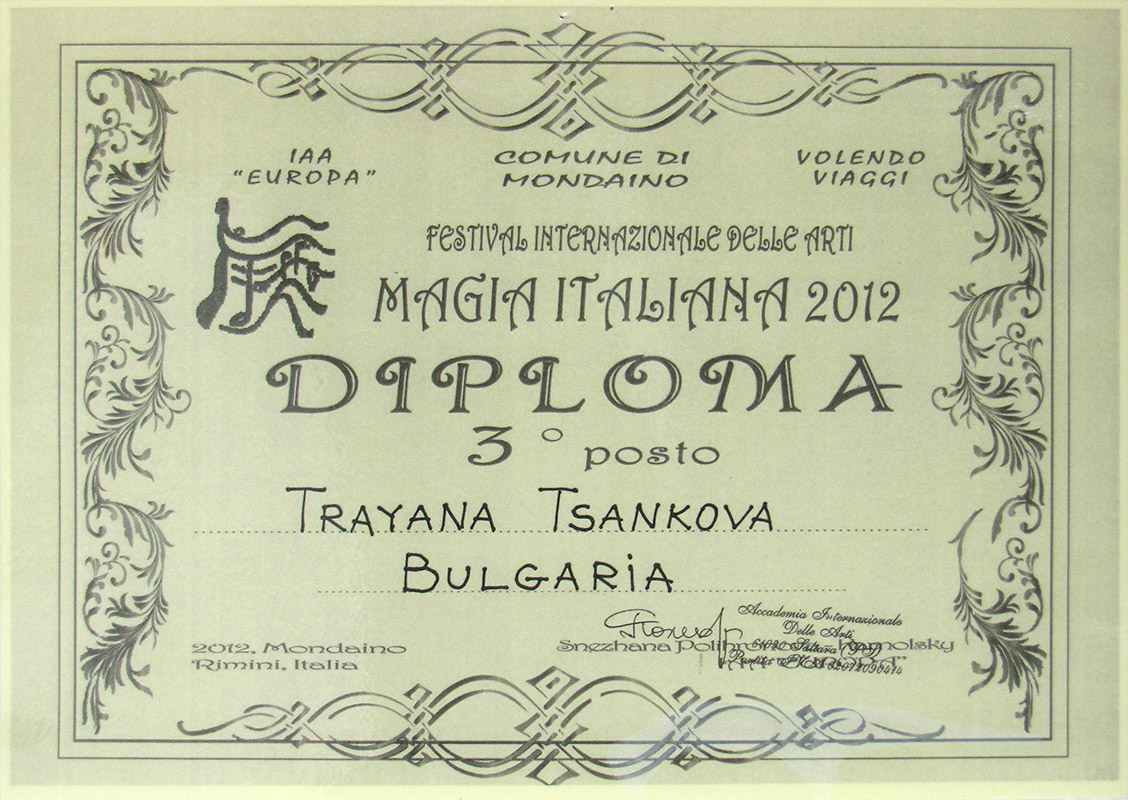 IAA
"EUROPA"
COMUNE DI
MONDAINO
VOLENDO
VIAGGI
FESTIVAL INTERNAZIONALE DELLE ARTI
MAGIA ITALIANA 2012
DIPLOMA
3° posto
TRAYANA TSANKOVA
BULGARiA
2012, Mondaino
Rimini, Italia
Accademia Internazionale
Delle Arti
Snezhana